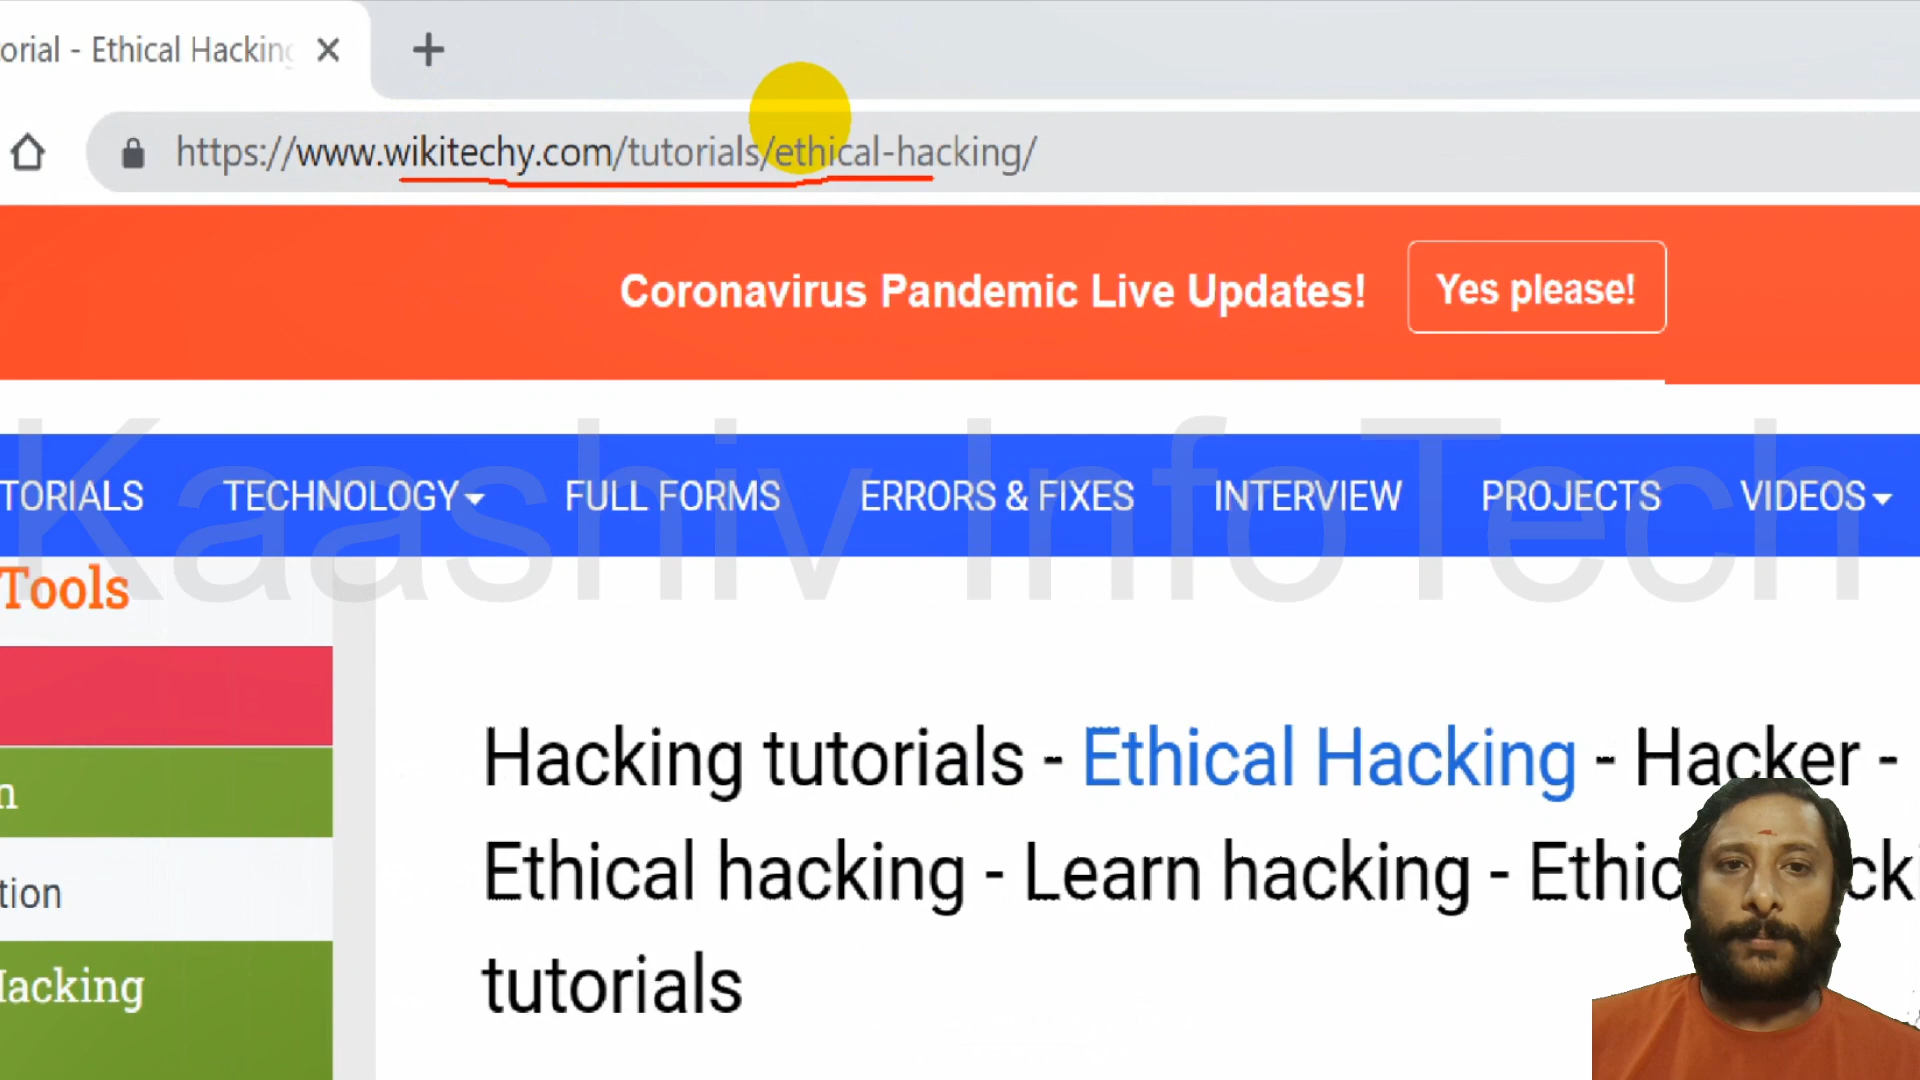 orial - Ethical Hacking
https://www.wikitechy.com/tutorials/ethical-hacking/
Coronavirus Pandemic Live Updates! Yes please!
Kaashiv InfoTech
TORIALS TECHNOLOGY FULL FORMS ERRORS & FIXES INTERVIEW PROJECTS VIDEOS
Tools
Hacking tutorials - Ethical Hacking - Hacker -
n
Ethical hacking - Learn hacking - Ethic cki
tion
tutorials
Hacking